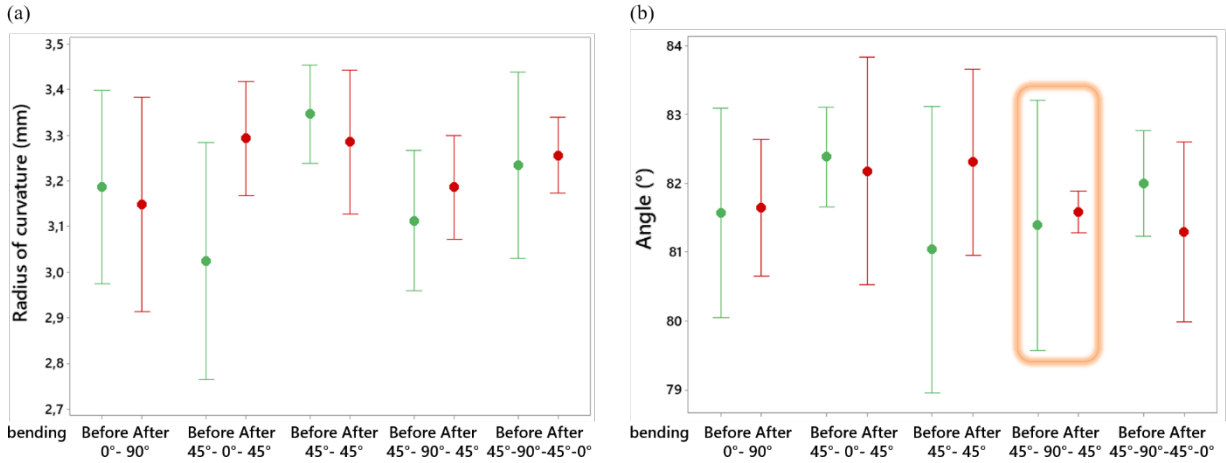 (a)
Radius of curvature (mm)
3,5
3,4
3,3
3,2
3,1
3,0
2,9
2,8
2,7
bending Before After Before After Before After Before After Before After
0°- 90° 45°- 0°- 45° 45°- 45° 45°- 90°- 45° 45°-90°-45°-0°
(b)
Angle (°)
84
83
82
81
80
79
bending Before After Before After Before After Before After Before After
0°- 90° 45°- 0°- 45° 45°- 45° 45°- 90°- 45° 45°-90°-45°-0°